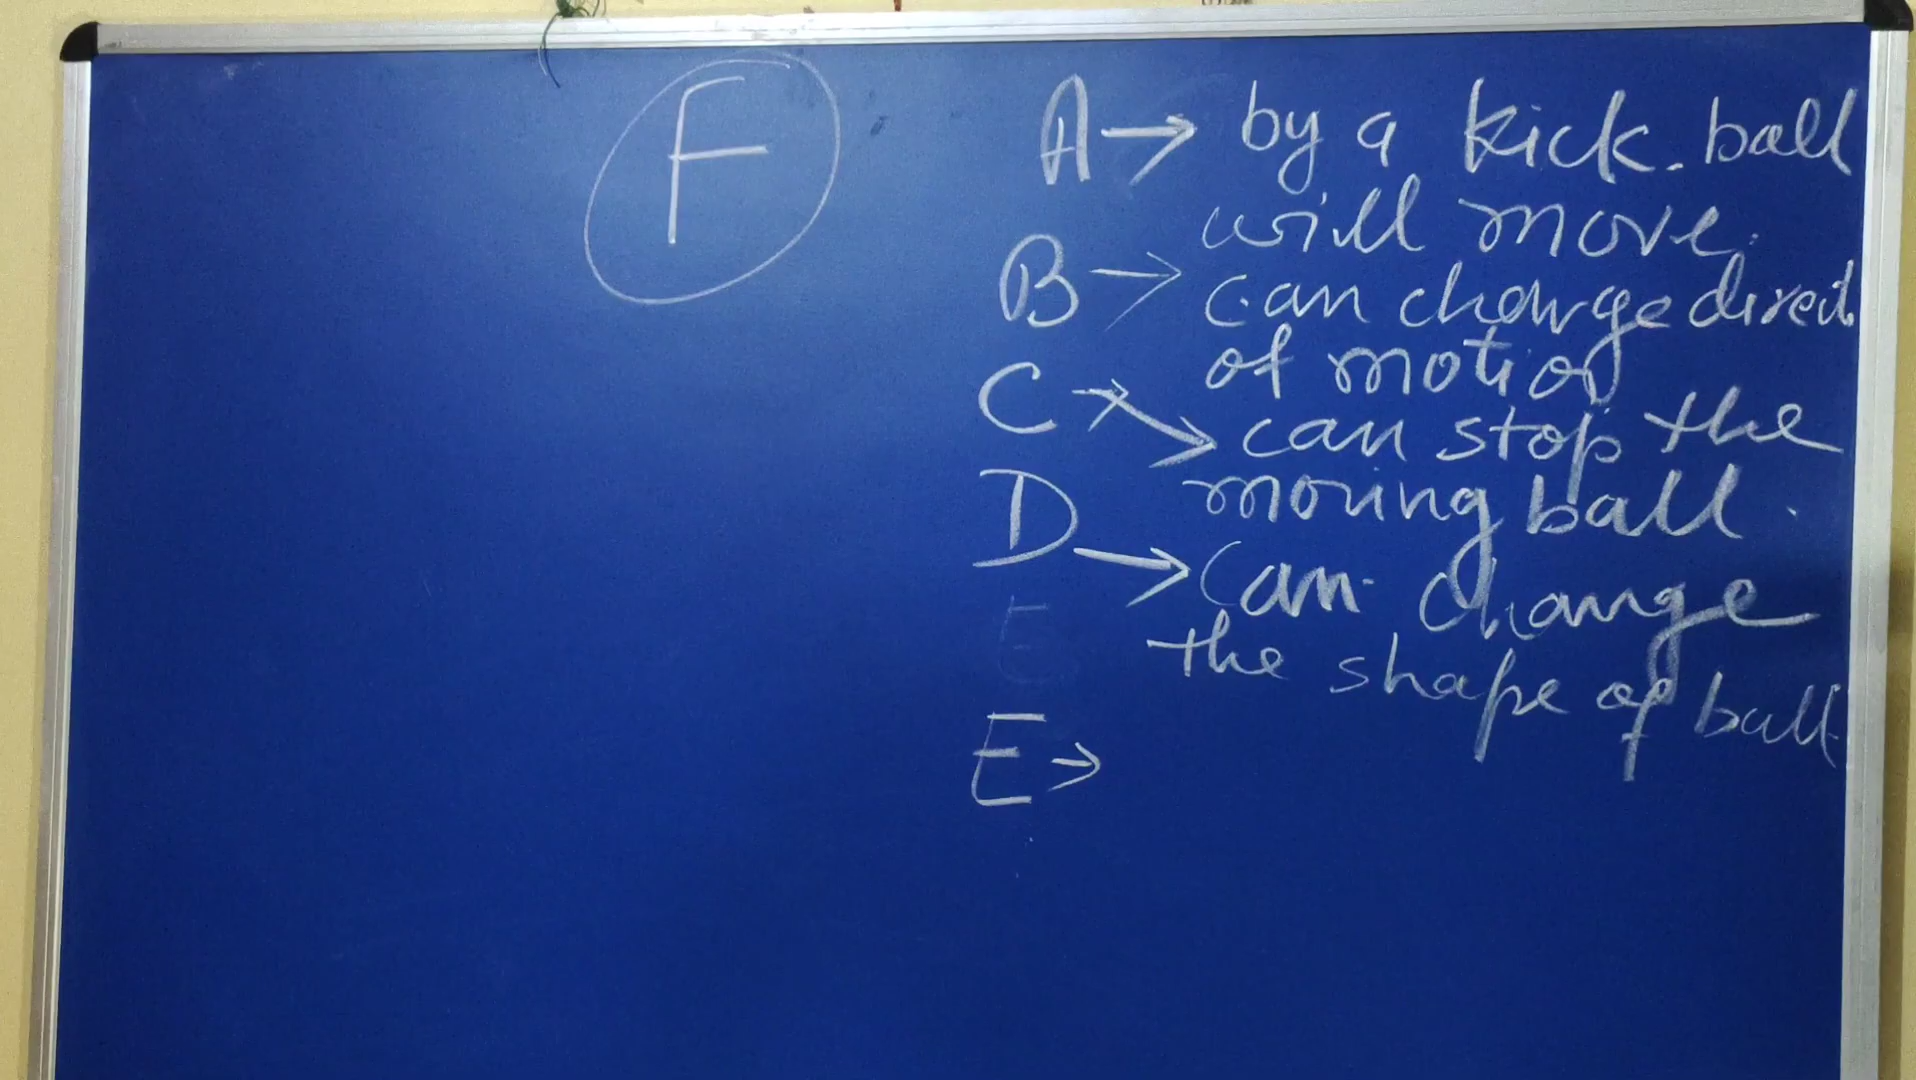 F
A → by a kick. ball
will move.
B → can change direct
of motion
C → can stop the
moving ball.
D → Can change
the shape of ball
E
E →